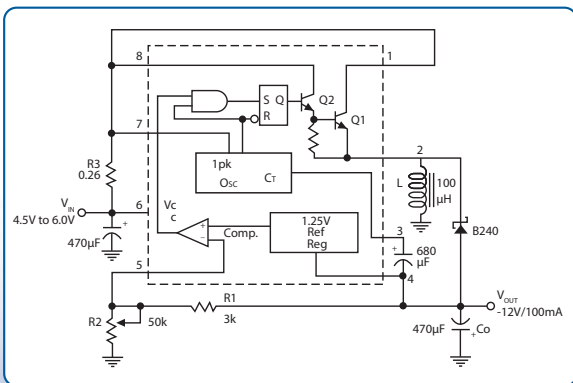 8
1
S Q
R
Q2
Q1
7
2
R3
0.26
1pk
Osc
CT
L
100
µH
VIN
4.5V to 6.0V
6
Vc
c
1.25V
Ref
Reg
3
B240
470µF
+
+
−
Comp.
+
680
µF
5
4
R2
50k
R1
3k
VOUT
-12V/100mA
470µF
+
Co